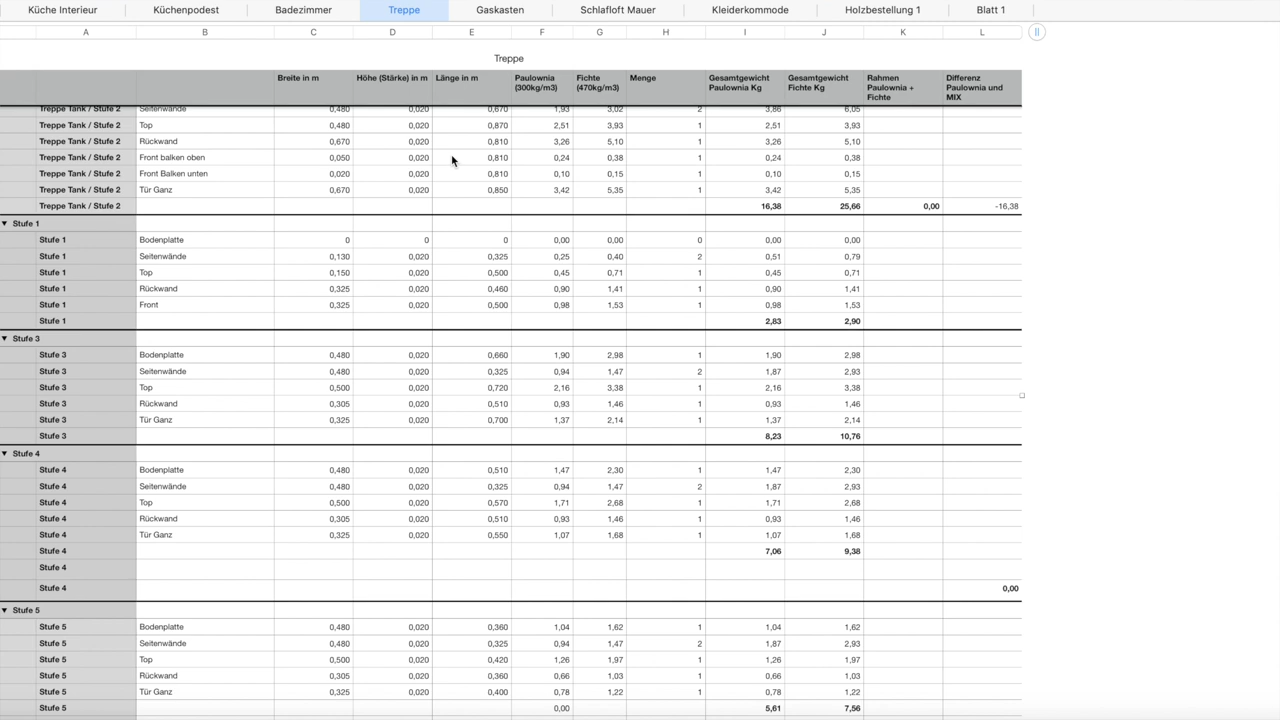 Küche Interieur Küchenpodest Badezimmer Treppe Gaskasten Schlafloft Mauer Kleiderkommode Holzbestellung 1 Blatt 1
A B C D E F G H I J K L
Treppe
Breite in m Höhe (Stärke) in m Länge in m Paulownia (300kg/m3) Fichte (470kg/m3) Menge Gesamtgewicht Paulownia Kg Gesamtgewicht Fichte Kg Rahmen Paulownia + Fichte Differenz Paulownia und MIX
Treppe Tank / Stufe 2 Seitenwände 0,480 0,020 0,670 1,93 3,02 2 3,86 6,05
Treppe Tank / Stufe 2 Top 0,480 0,020 0,870 2,51 3,93 1 2,51 3,93
Treppe Tank / Stufe 2 Rückwand 0,670 0,020 0,810 3,26 5,10 1 3,26 5,10
Treppe Tank / Stufe 2 Front balken oben 0,050 0,020 0,810 0,24 0,38 1 0,24 0,38
Treppe Tank / Stufe 2 Front Balken unten 0,020 0,020 0,810 0,10 0,15 1 0,10 0,15
Treppe Tank / Stufe 2 Tür Ganz 0,670 0,020 0,850 3,42 5,35 1 3,42 5,35
Treppe Tank / Stufe 2 16,38 25,66 0,00 -16,38
Stufe 1
Stufe 1 Bodenplatte 0 0 0 0,00 0,00 0 0,00 0,00
Stufe 1 Seitenwände 0,130 0,020 0,325 0,25 0,40 2 0,51 0,79
Stufe 1 Top 0,150 0,020 0,500 0,45 0,71 1 0,45 0,71
Stufe 1 Rückwand 0,325 0,020 0,460 0,90 1,41 1 0,90 1,41
Stufe 1 Front 0,325 0,020 0,500 0,98 1,53 1 0,98 1,53
Stufe 1 2,83 2,90
Stufe 3
Stufe 3 Bodenplatte 0,480 0,020 0,660 1,90 2,98 1 1,90 2,98
Stufe 3 Seitenwände 0,480 0,020 0,325 0,94 1,47 2 1,87 2,93
Stufe 3 Top 0,500 0,020 0,720 2,16 3,38 1 2,16 3,38
Stufe 3 Rückwand 0,305 0,020 0,510 0,93 1,46 1 0,93 1,46
Stufe 3 Tür Ganz 0,325 0,020 0,700 1,37 2,14 1 1,37 2,14
Stufe 3 8,23 10,76
Stufe 4
Stufe 4 Bodenplatte 0,480 0,020 0,510 1,47 2,30 1 1,47 2,30
Stufe 4 Seitenwände 0,480 0,020 0,325 0,94 1,47 2 1,87 2,93
Stufe 4 Top 0,500 0,020 0,570 1,71 2,68 1 1,71 2,68
Stufe 4 Rückwand 0,305 0,020 0,510 0,93 1,46 1 0,93 1,46
Stufe 4 Tür Ganz 0,325 0,020 0,550 1,07 1,68 1 1,07 1,68
Stufe 4 7,06 9,38
Stufe 4
Stufe 4 0,00
Stufe 5
Stufe 5 Bodenplatte 0,480 0,020 0,360 1,04 1,62 1 1,04 1,62
Stufe 5 Seitenwände 0,480 0,020 0,325 0,94 1,47 2 1,87 2,93
Stufe 5 Top 0,500 0,020 0,420 1,26 1,97 1 1,26 1,97
Stufe 5 Rückwand 0,305 0,020 0,360 0,66 1,03 1 0,66 1,03
Stufe 5 Tür Ganz 0,325 0,020 0,400 0,78 1,22 1 0,78 1,22
Stufe 5 0,00 5,61 7,56